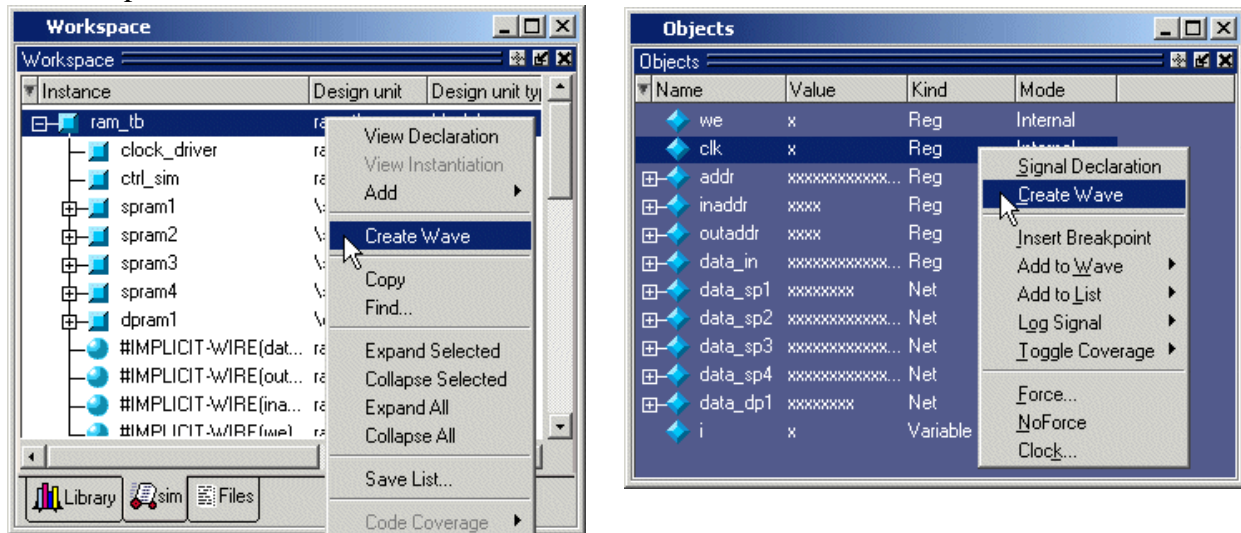 Workspace
Workspace
Instance Design unit Design unit ty
ram_tb
clock_driver
ctrl_sim
spram1
spram2
spram3
spram4
dpram1
#IMPLICIT-WIRE(dat...
#IMPLICIT-WIRE(out...
#IMPLICIT-WIRE(ina...
#IMPLICIT-WIRE(we)
View Declaration
View Instantiation
Add
Create Wave
Copy
Find...
Expand Selected
Collapse Selected
Expand All
Collapse All
Save List...
Code Coverage
Library sim Files
Objects
Objects
Name Value Kind Mode
we x Reg Internal
clk x Reg Internal
addr xxxxxxxxxxxx... Reg
inaddr xxxx Reg
outaddr xxxx Reg
data_in xxxxxxxxxxxx... Reg
data_sp1 xxxxxxxx Net
data_sp2 xxxxxxxxxxxx... Net
data_sp3 xxxxxxxxxxxx... Net
data_sp4 xxxxxxxxxxxx... Net
data_dp1 xxxxxxxx Net
i x Variable
Signal Declaration
Create Wave
Insert Breakpoint
Add to Wave
Add to List
Log Signal
Toggle Coverage
Force...
NoForce
Clock...